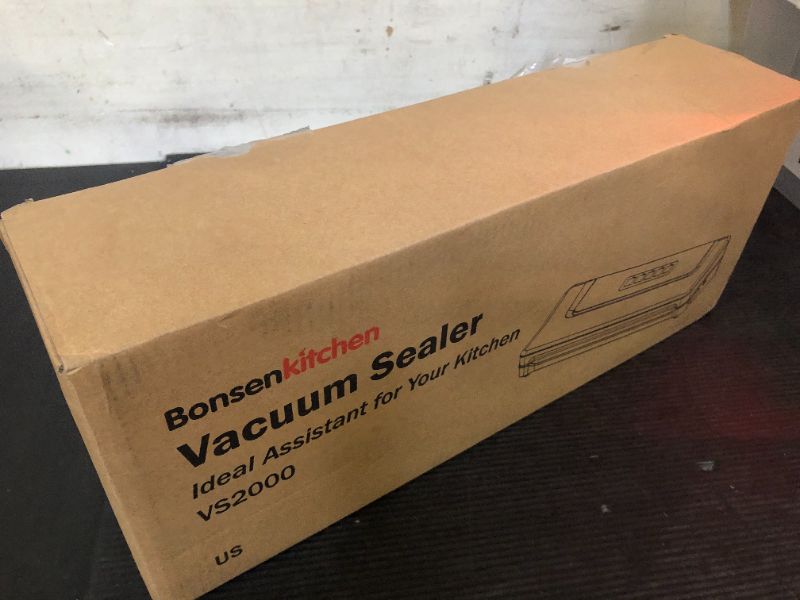 Bonsenkitchen
Vacuum Sealer
Ideal Assistant for Your Kitchen
VS2000
US